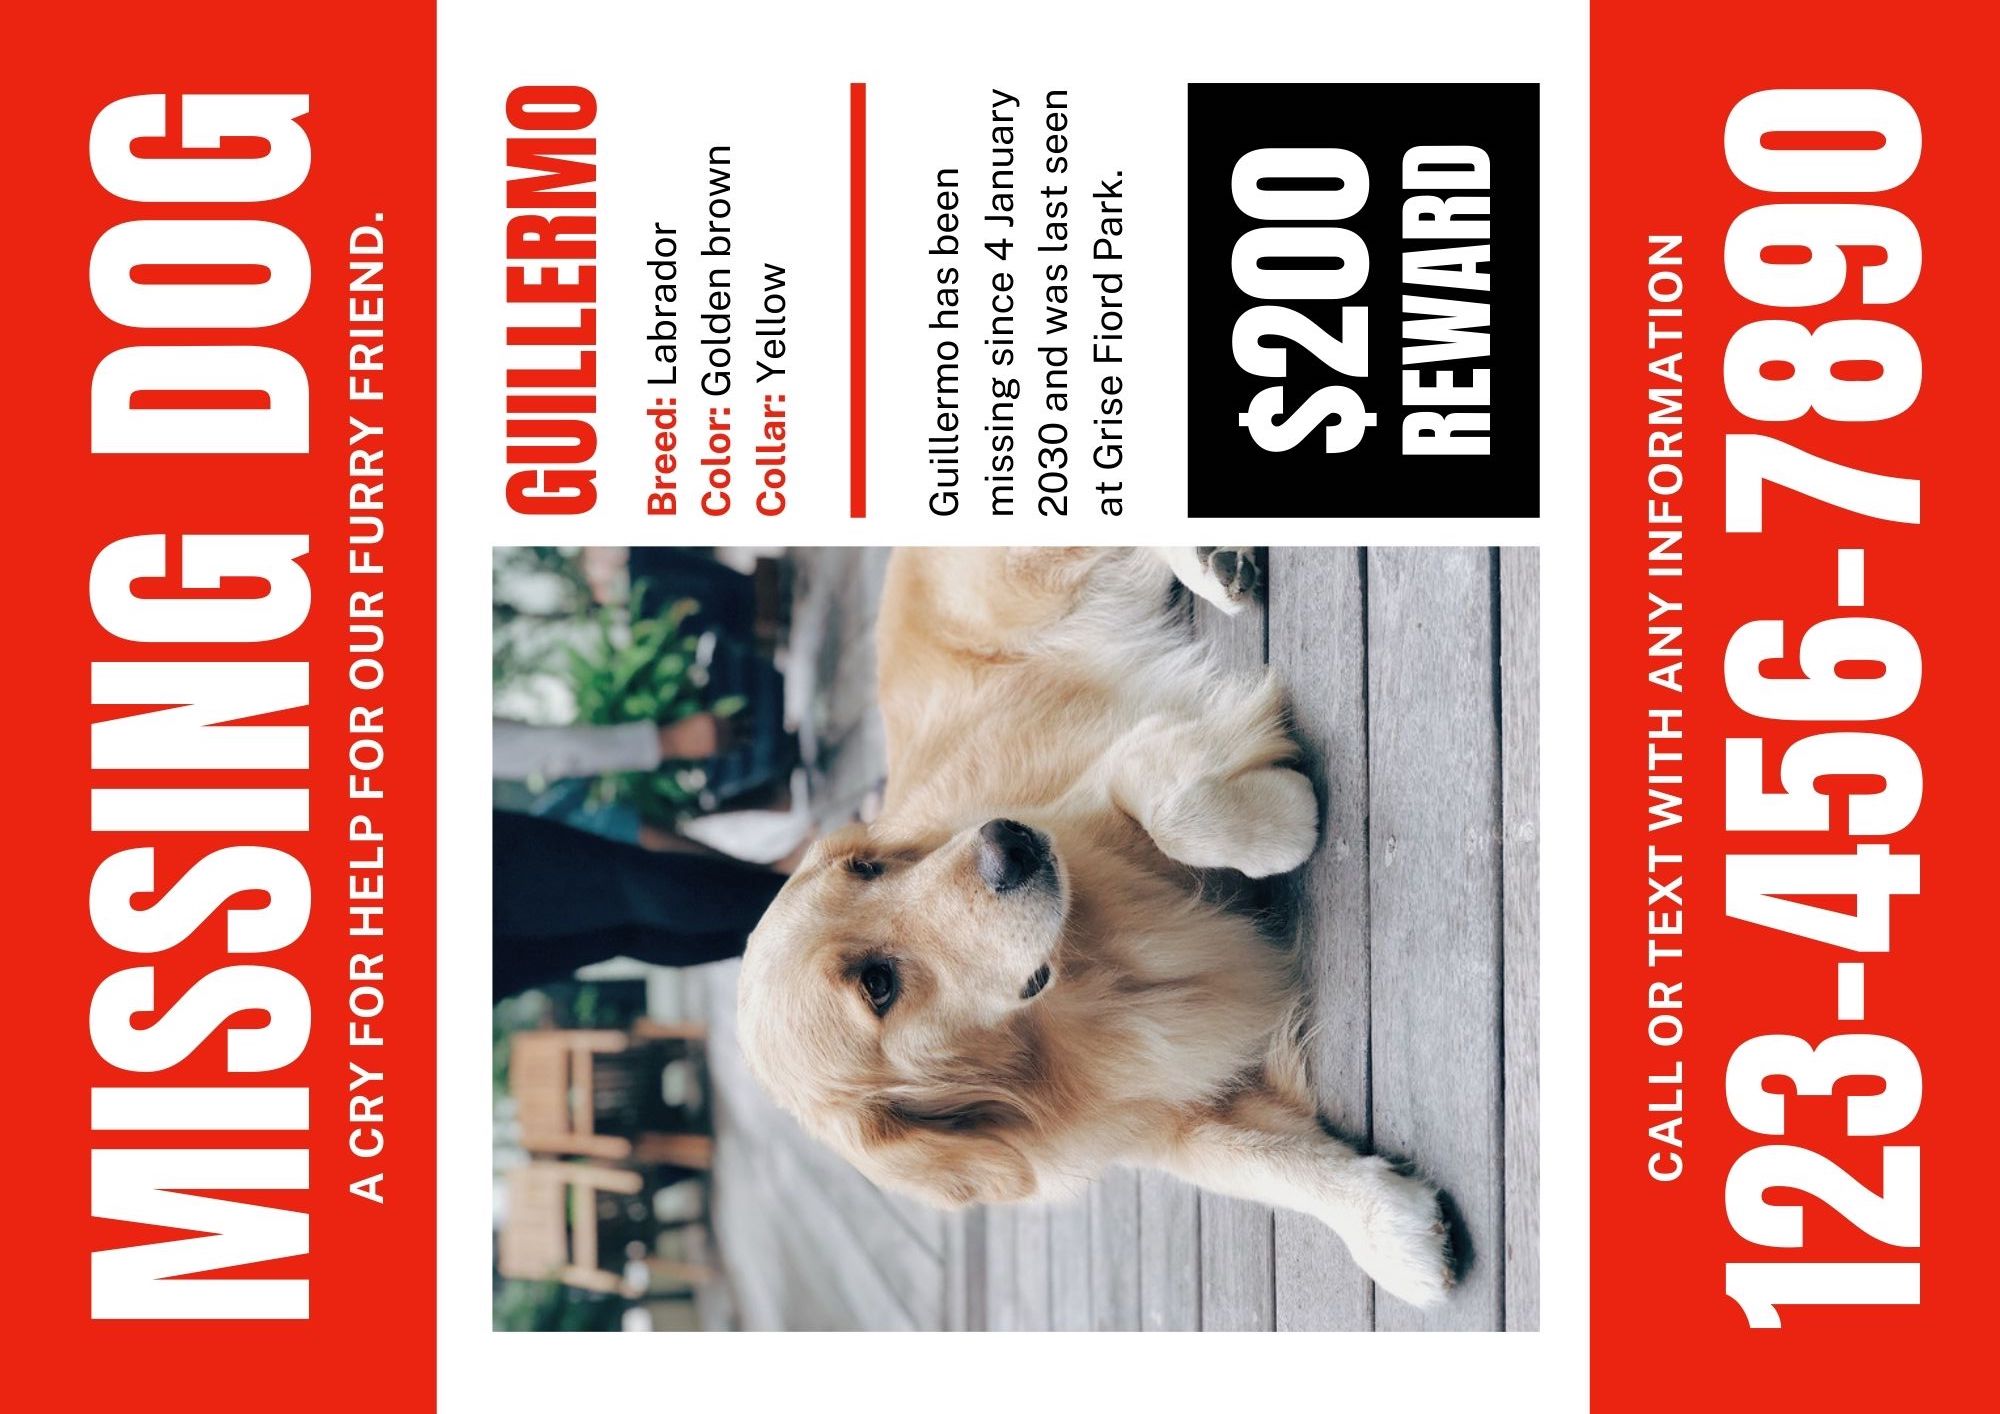 MISSING DOG
A CRY FOR HELP FOR OUR FURRY FRIEND.
GUILLERMO
Breed: Labrador
Color: Golden brown
Collar: Yellow
Guillermo has been
missing since 4 January
2030 and was last seen
at Grise Fiord Park.
$200
REWARD
CALL OR TEXT WITH ANY INFORMATION
123-456-7890